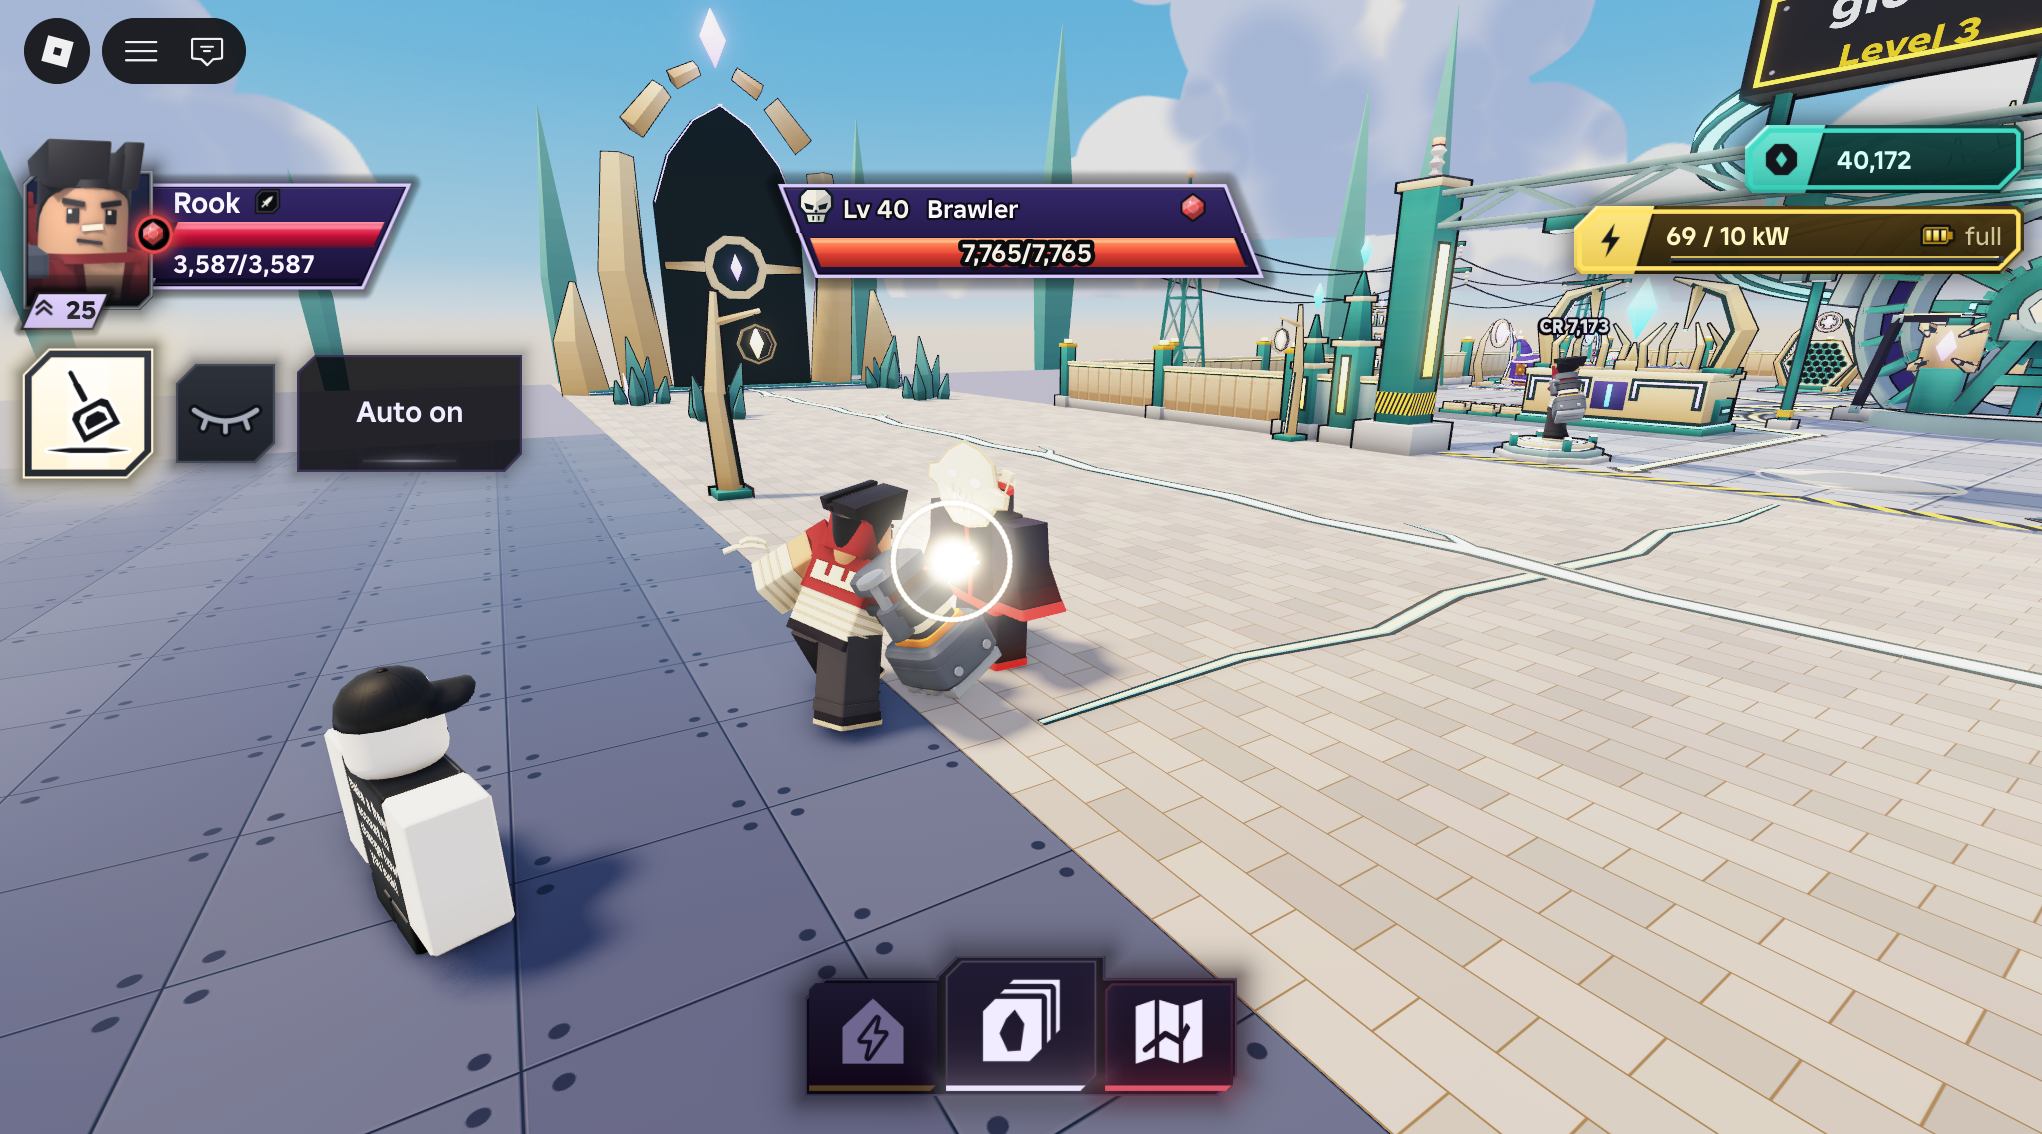 Level 3
40,172
Rook
Lv 40 Brawler
69 / 10 kW
full
7,765/7,765
3,587/3,587
25
CR 7,173
Auto on